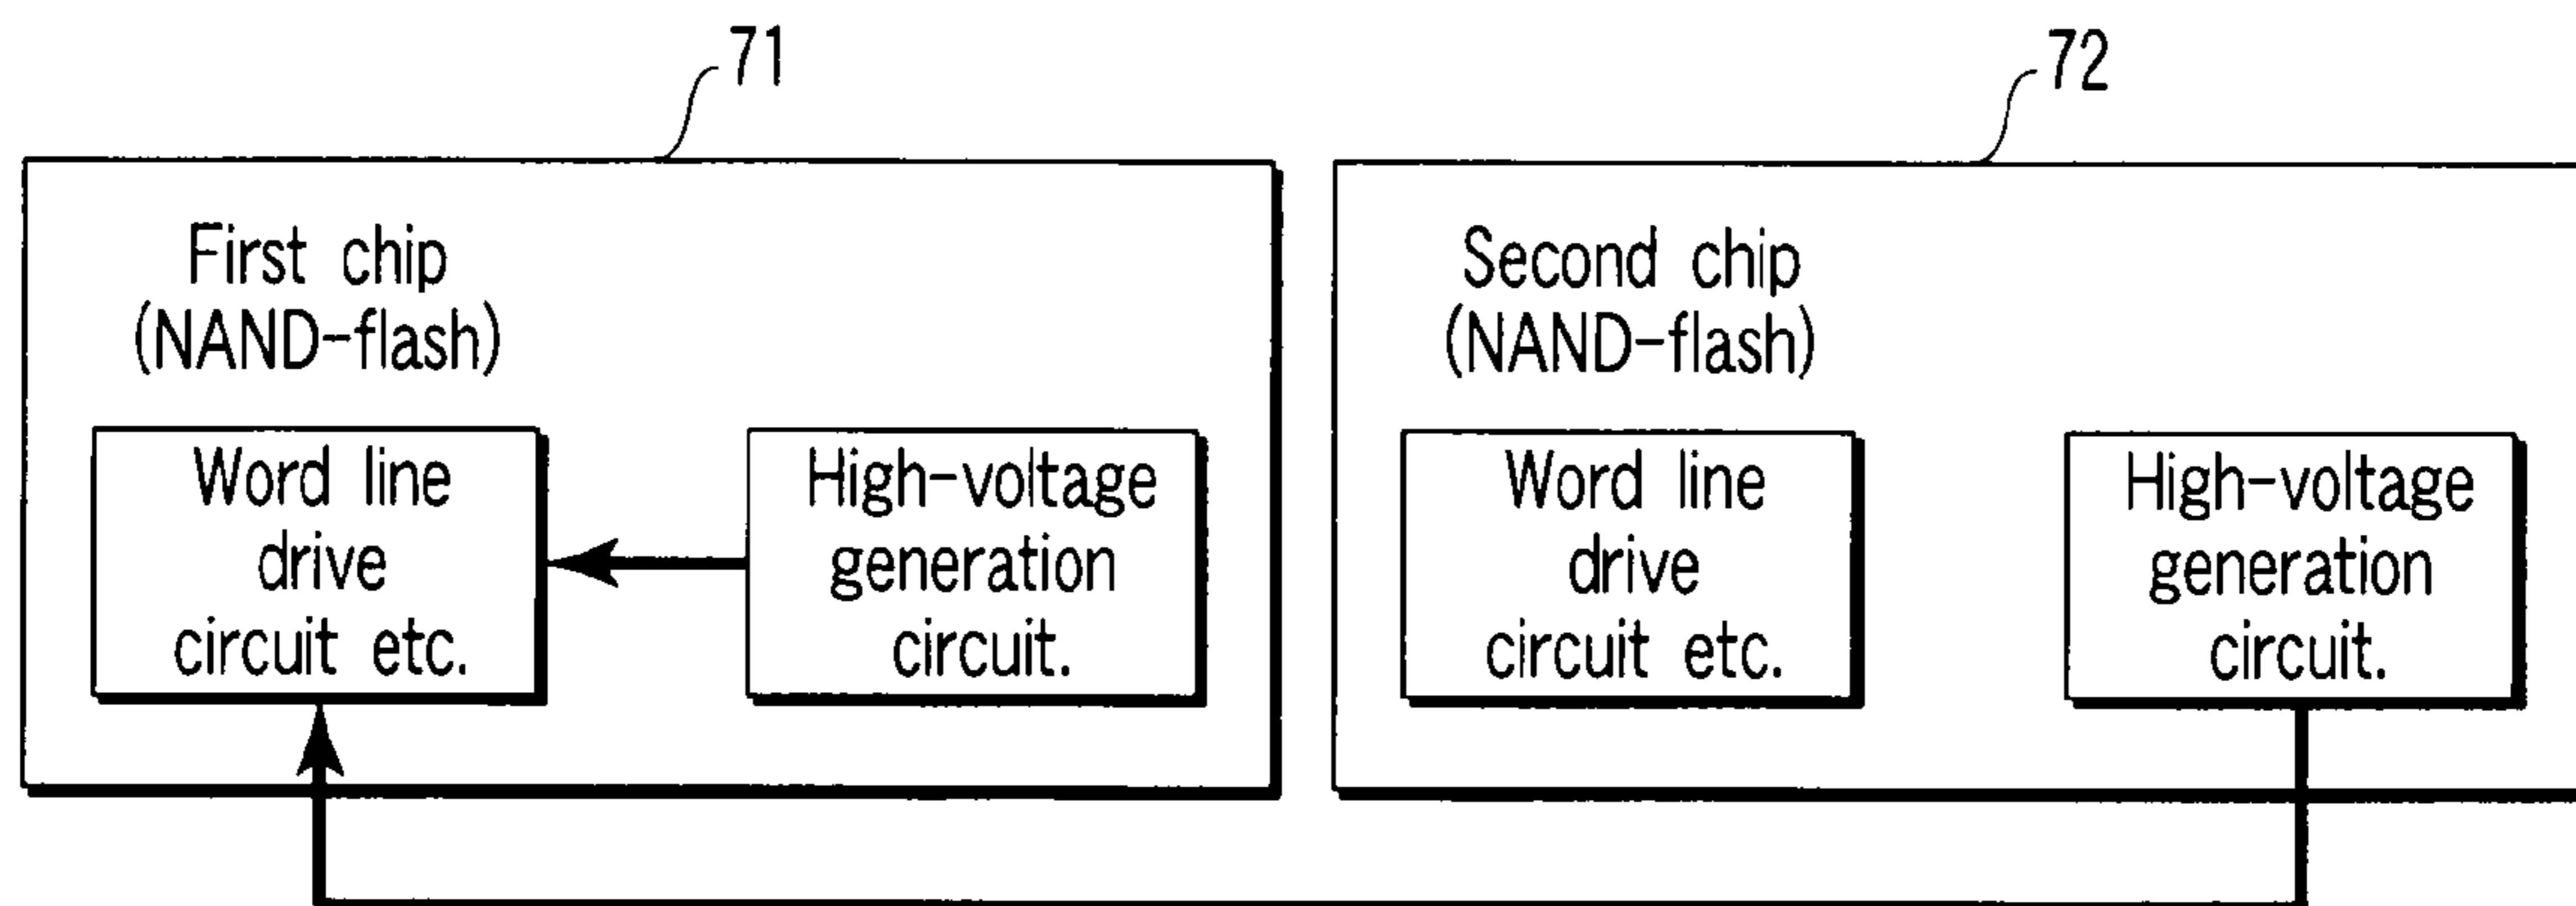 71
72
First chip
(NAND-flash)
Word line
drive
circuit etc.
High-voltage
generation
circuit.
Second chip
(NAND-flash)
Word line
drive
circuit etc.
High-voltage
generation
circuit.